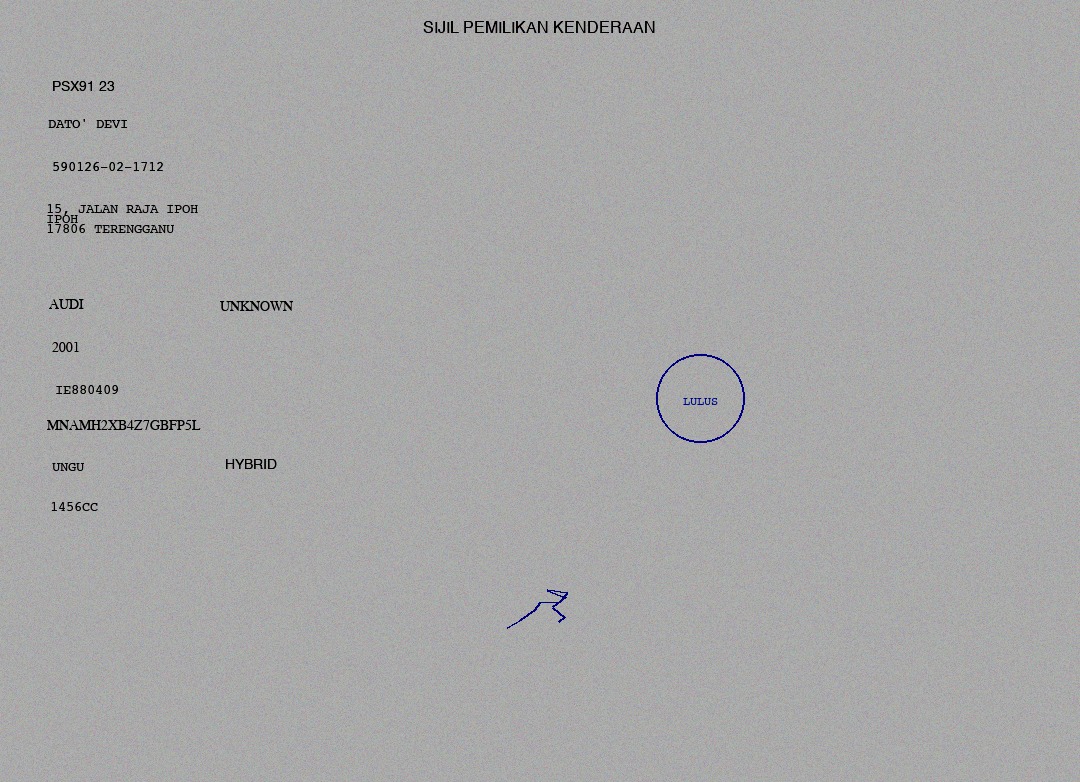 SIJIL PEMILIKAN KENDERAAN
PSX91 23
DATO' DEVI
590126-02-1712
15, JALAN RAJA IPOH
IPOH
17806 TERENGGANU
AUDI UNKNOWN
2001
IE880409
LULUS
MNAMH2XB4Z7GBFP5L
UNGU HYBRID
1456CC